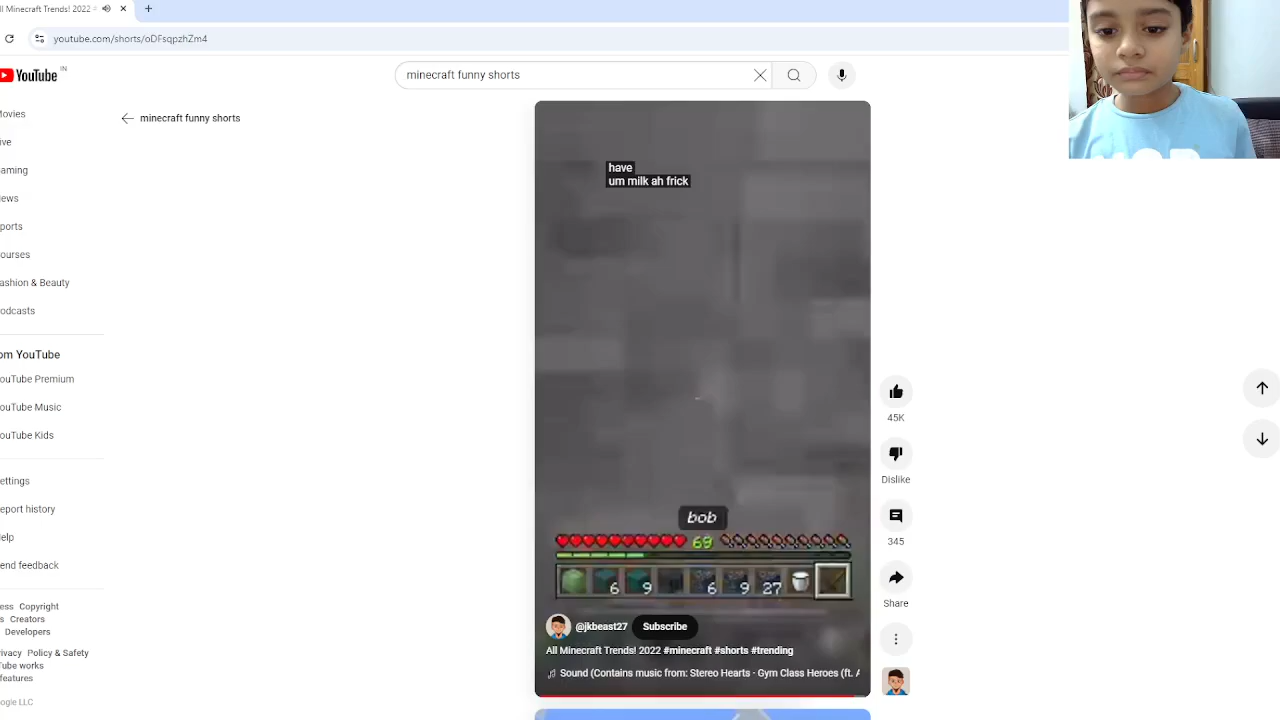 ll Minecraft Trends! 2022 =
youtube.com/shorts/oDFsqpzhZm4
YouTube IN
minecraft funny shorts
minecraft funny shorts
Movies
ive
aming
ews
ports
ourses
ashion & Beauty
odcasts
om YouTube
ouTube Premium
ouTube Music
ouTube Kids
ettings
eport history
elp
end feedback
ess Copyright
s Creators
Developers
ivacy Policy & Safety
Tube works
features
ogle LLC
have
um milk ah frick
bob
69
6 9 6 9 27
@jkbeast27 Subscribe
All Minecraft Trends! 2022 #minecraft #shorts #trending
Sound (Contains music from: Stereo Hearts - Gym Class Heroes (ft. A
45K
Dislike
345
Share